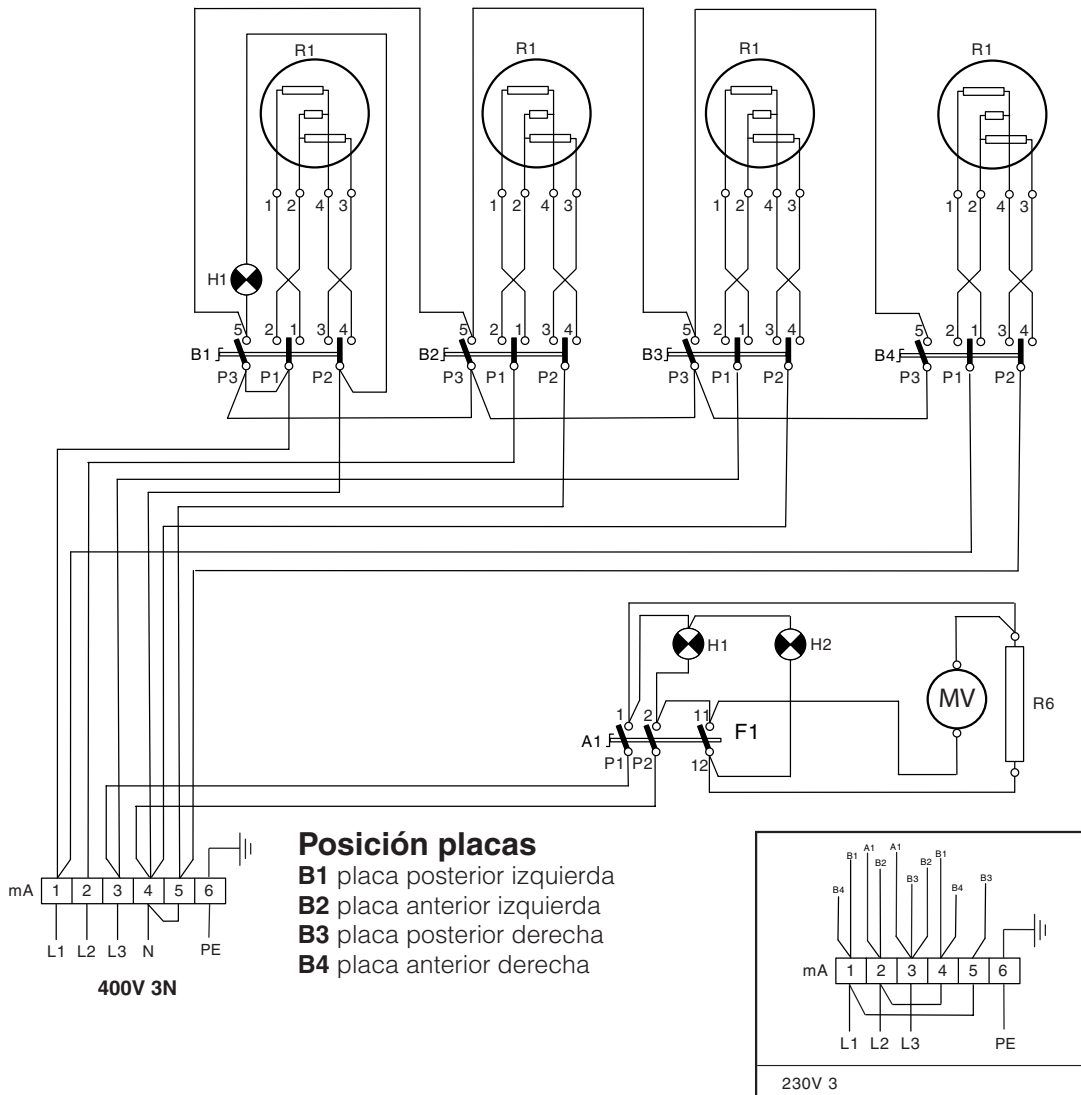 R1 R1 R1 R1
1 2 4 3 1 2 4 3 1 2 4 3 1 2 4 3
H1
5 2 1 3 4 5 2 1 3 4 5 2 1 3 4 5 2 1 3 4
B1 B2 B3 B4
P3 P1 P2 P3 P1 P2 P3 P1 P2 P3 P1 P2
H1 H2
MV R6
1 2 11 F1
A1
P1 P2 12
Posición placas
B1 placa posterior izquierda
B2 placa anterior izquierda
B3 placa posterior derecha
B4 placa anterior derecha
mA 1 2 3 4 5 6
L1 L2 L3 N PE
400V 3N
B4 B1 A1 B2 A1 B3 B2 B1 B4 B3
mA 1 2 3 4 5 6
L1 L2 L3 PE
230V 3